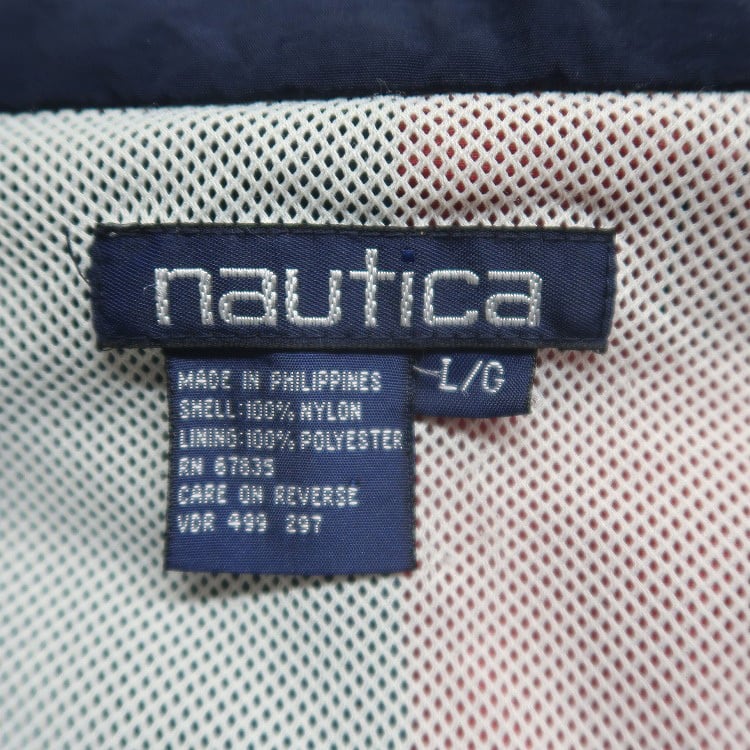 nautica
L/G
MADE IN PHILIPPINES
SHELL:100% NYLON
LINING:100% POLYESTER
RN 67835
CARE ON REVERSE
VDR 499 297